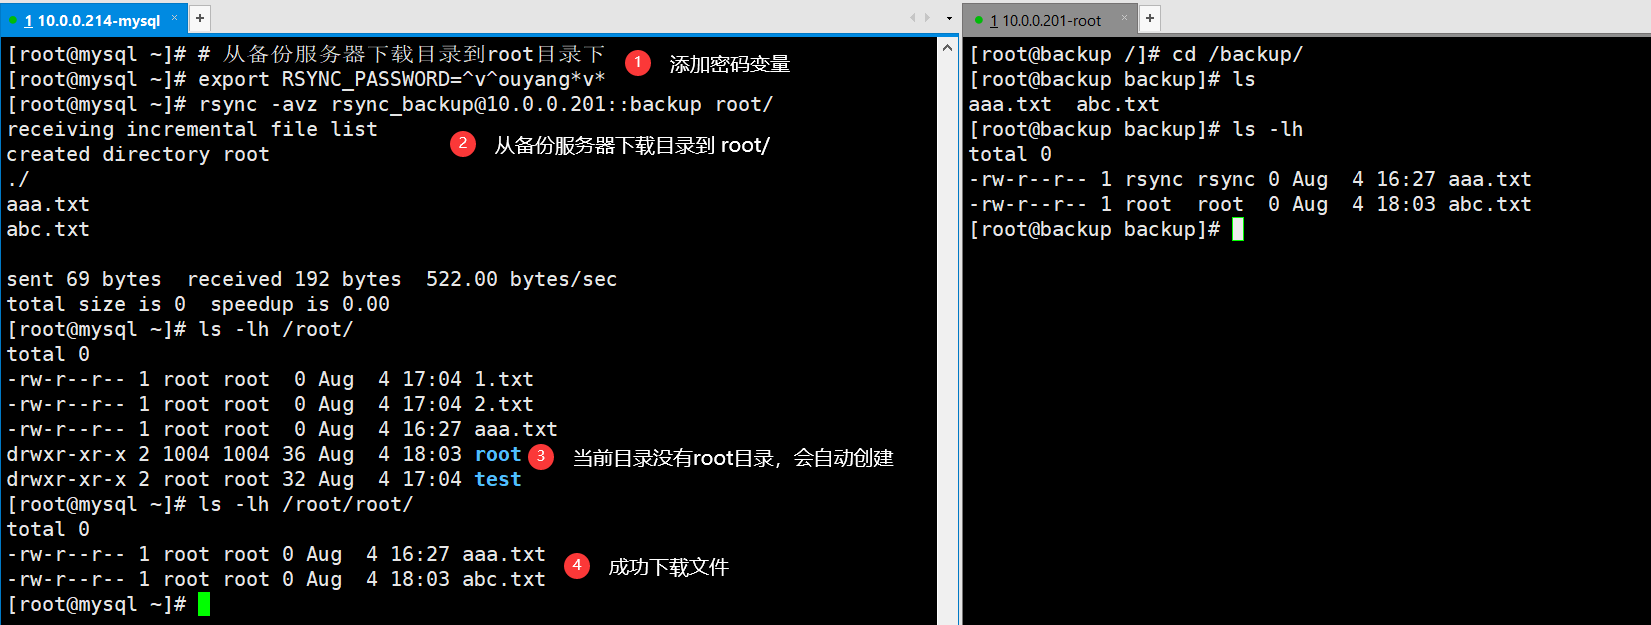 1 10.0.0.214-mysql × +
[root@mysql ~]# # 从备份服务器下载目录到root目录下
1 添加密码变量
[root@mysql ~]# export RSYNC_PASSWORD=^v^ouyang*v*
[root@mysql ~]# rsync -avz rsync_backup@10.0.0.201::backup root/
receiving incremental file list
2 从备份服务器下载目录到 root/
created directory root
./
aaa.txt
abc.txt
sent 69 bytes  received 192 bytes  522.00 bytes/sec
total size is 0  speedup is 0.00
[root@mysql ~]# ls -lh /root/
total 0
-rw-r--r-- 1 root root  0 Aug  4 17:04 1.txt
-rw-r--r-- 1 root root  0 Aug  4 17:04 2.txt
-rw-r--r-- 1 root root  0 Aug  4 16:27 aaa.txt
drwxr-xr-x 2 1004 1004 36 Aug  4 18:03 root 3 当前目录没有root目录，会自动创建
drwxr-xr-x 2 root root 32 Aug  4 17:04 test
[root@mysql ~]# ls -lh /root/root/
total 0
-rw-r--r-- 1 root root 0 Aug  4 16:27 aaa.txt
4 成功下载文件
-rw-r--r-- 1 root root 0 Aug  4 18:03 abc.txt
[root@mysql ~]#
1 10.0.0.201-root × +
[root@backup /]# cd /backup/
[root@backup backup]# ls
aaa.txt  abc.txt
[root@backup backup]# ls -lh
total 0
-rw-r--r-- 1 rsync rsync 0 Aug  4 16:27 aaa.txt
-rw-r--r-- 1 root  root  0 Aug  4 18:03 abc.txt
[root@backup backup]#